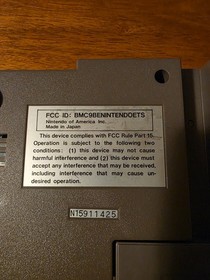 FCC ID: BMC9BENINTENDOETS
Nintendo of America Inc.
Made in Japan
This device complies with FCC Rule Part 15.
Operation is subject to the following two
conditions: (1) this device may not cause
harmful interference and (2) this device must
accept any interference that may be received,
including interference that may cause un-
desired operation.
N15911425